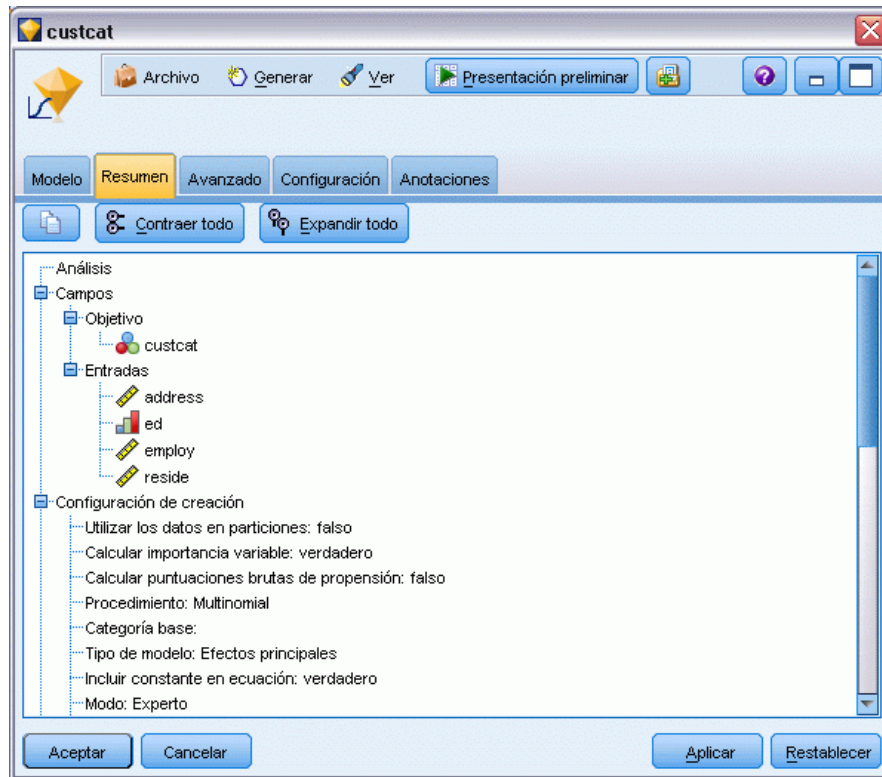 custcat
Archivo Generar Ver Presentación preliminar
Modelo Resumen Avanzado Configuración Anotaciones
Contraer todo Expandir todo
Análisis
Campos
Objetivo
custcat
Entradas
address
ed
employ
reside
Configuración de creación
Utilizar los datos en particiones: falso
Calcular importancia variable: verdadero
Calcular puntuaciones brutas de propensión: falso
Procedimiento: Multinomial
Categoría base:
Tipo de modelo: Efectos principales
Incluir constante en ecuación: verdadero
Modo: Experto
Aceptar Cancelar Aplicar Restablecer